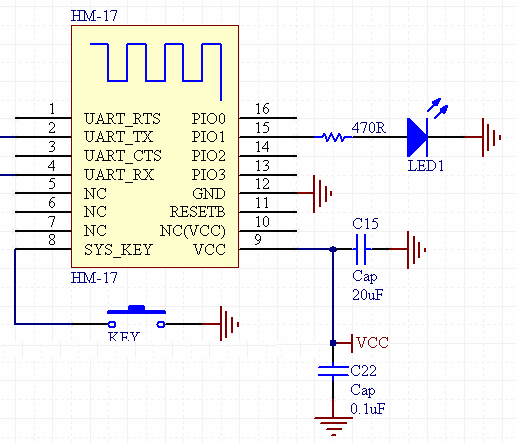 HM-17
1 UART_RTS PIO0 16
2 UART_TX PIO1 15 470R
3 UART_CTS PIO2 14
4 UART_RX PIO3 13
LED1
5 NC GND 12
6 NC RESETB 11
7 NC NC(VCC) 10
8 SYS_KEY VCC 9
C15
HM-17
Cap
20uF
KEY
VCC
C22
Cap
0.1uF